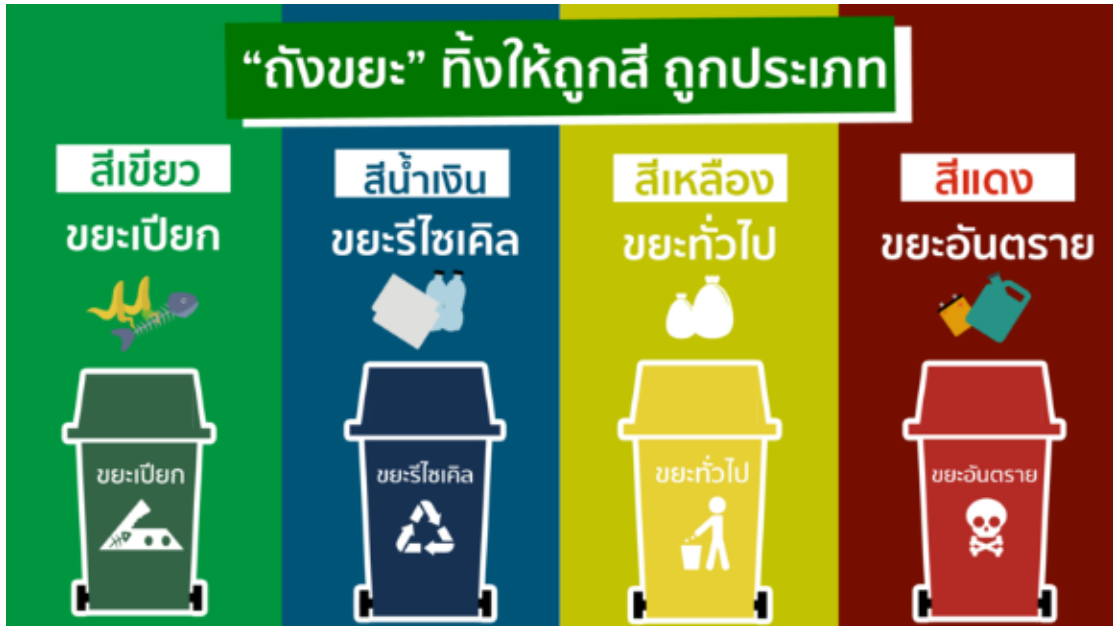 “ถังขยะ” ทิ้งให้ถูกสี ถูกประเภท
สีเขียว
ขยะเปียก
ขยะเปียก
สีน้ำเงิน
ขยะรีไซเคิล
ขยะรีไซเคิล
สีเหลือง
ขยะทั่วไป
ขยะทั่วไป
สีแดง
ขยะอันตราย
ขยะอันตราย